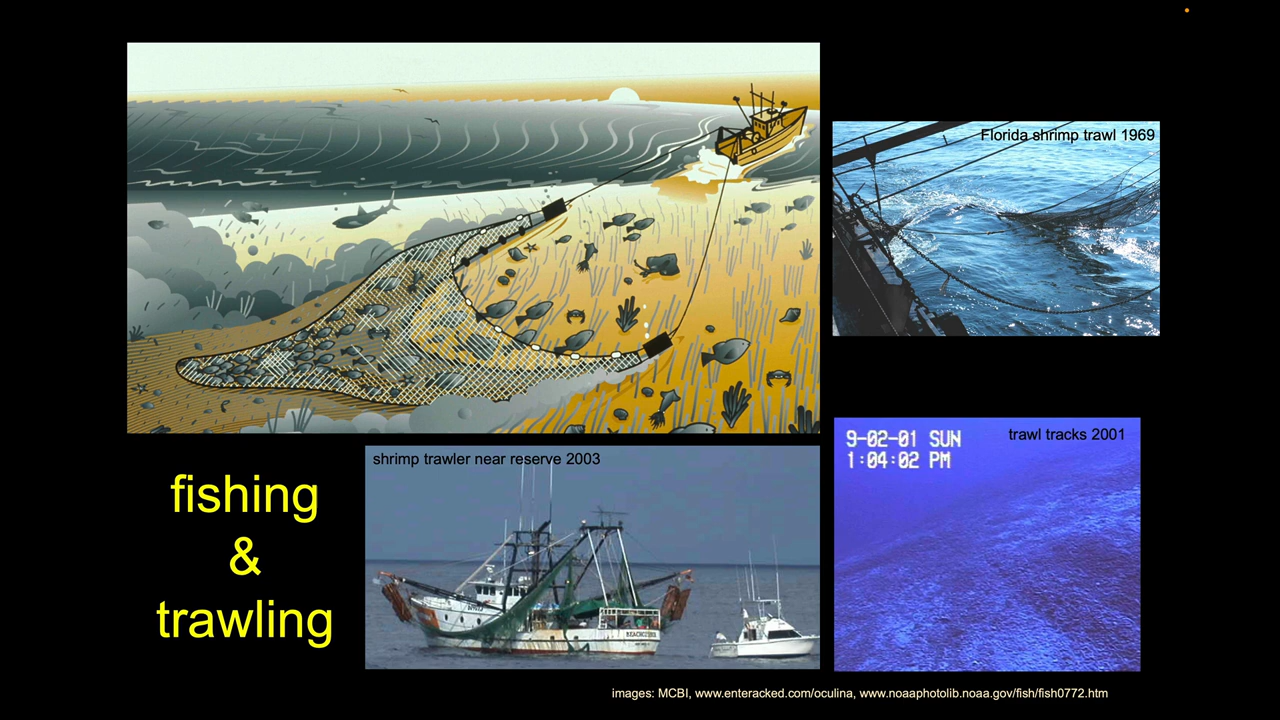 Florida shrimp trawl 1969
9-02-01 SUN
1:04:02 PM
trawl tracks 2001
shrimp trawler near reserve 2003
fishing
&
trawling
images: MCBI, www.enteracked.com/oculina, www.noaaphotolib.noaa.gov/fish/fish0772.htm